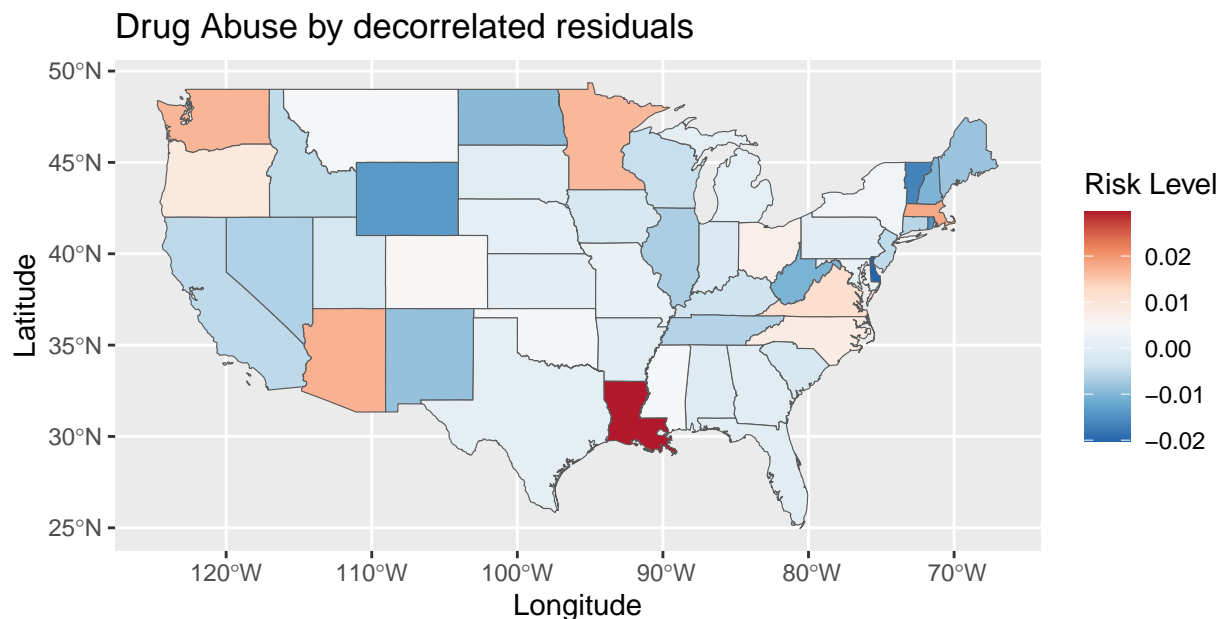 Drug Abuse by decorrelated residuals
50°N
45°N
40°N
35°N
30°N
25°N
Latitude
120°W
110°W
100°W
90°W
80°W
70°W
Longitude
Risk Level
0.02
0.01
0.00
−0.01
−0.02